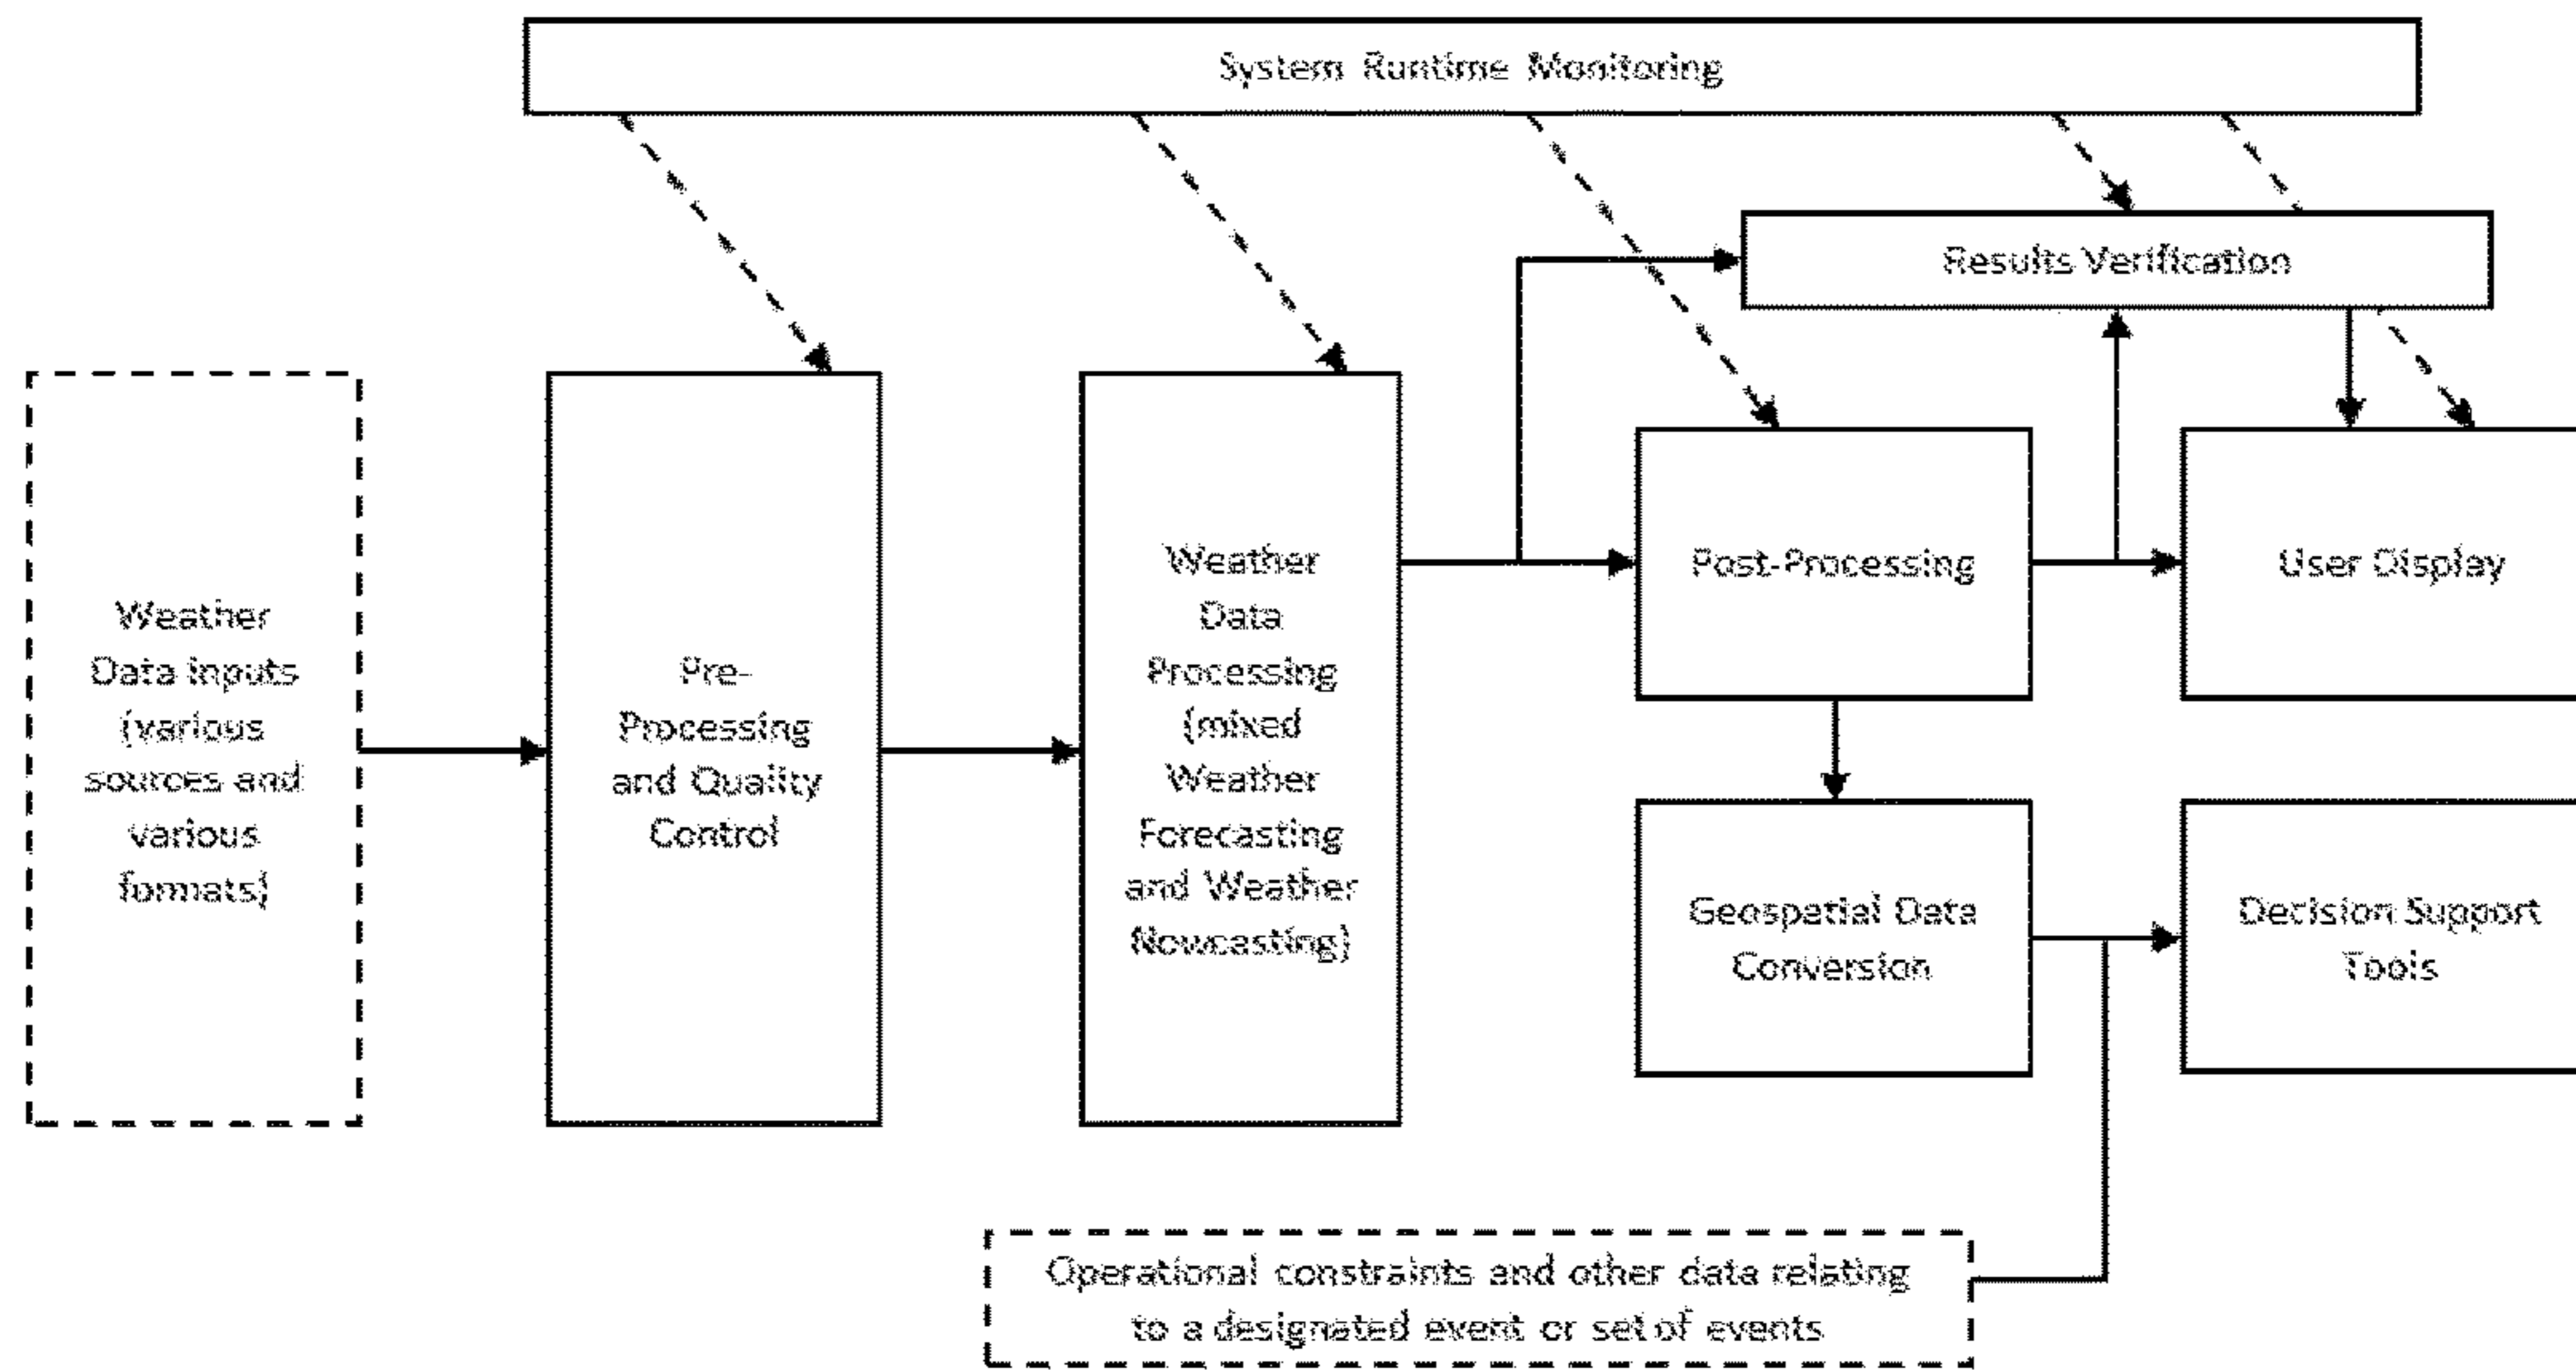 System Runtime Monitoring
Results Verification
Weather
Data inputs
(various
sources and
various
formats)
Pre-
Processing
and Quality
Control
Weather
Data
Processing
(mixed
Weather
Forecasting
and Weather
Nowcasting)
Post-Processing
User Display
Geospatial Data
Conversion
Decision Support
Tools
Operational constraints and other data relating
to a designated event or set of events